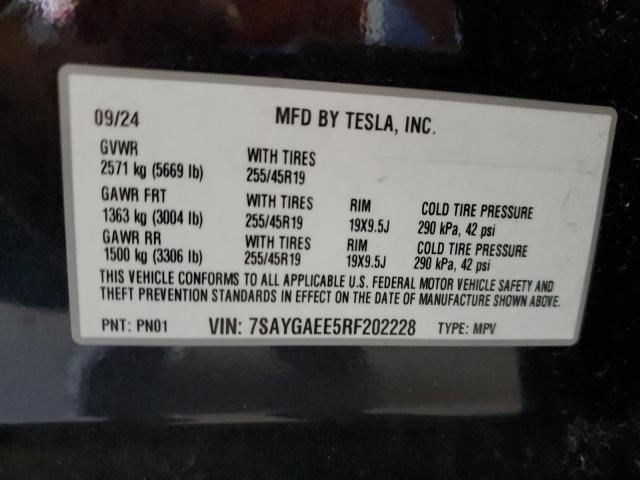 09/24 MFD BY TESLA, INC.
GVWR
2571 kg (5669 lb) WITH TIRES 255/45R19
GAWR FRT
1363 kg (3004 lb) WITH TIRES 255/45R19 RIM 19X9.5J COLD TIRE PRESSURE 290 kPa, 42 psi
GAWR RR
1500 kg (3306 lb) WITH TIRES 255/45R19 RIM 19X9.5J COLD TIRE PRESSURE 290 kPa, 42 psi
THIS VEHICLE CONFORMS TO ALL APPLICABLE U.S. FEDERAL MOTOR VEHICLE SAFETY AND
THEFT PREVENTION STANDARDS IN EFFECT ON THE DATE OF MANUFACTURE SHOWN ABOVE.
PNT: PN01 VIN: 7SAYGAEE5RF202228 TYPE: MPV